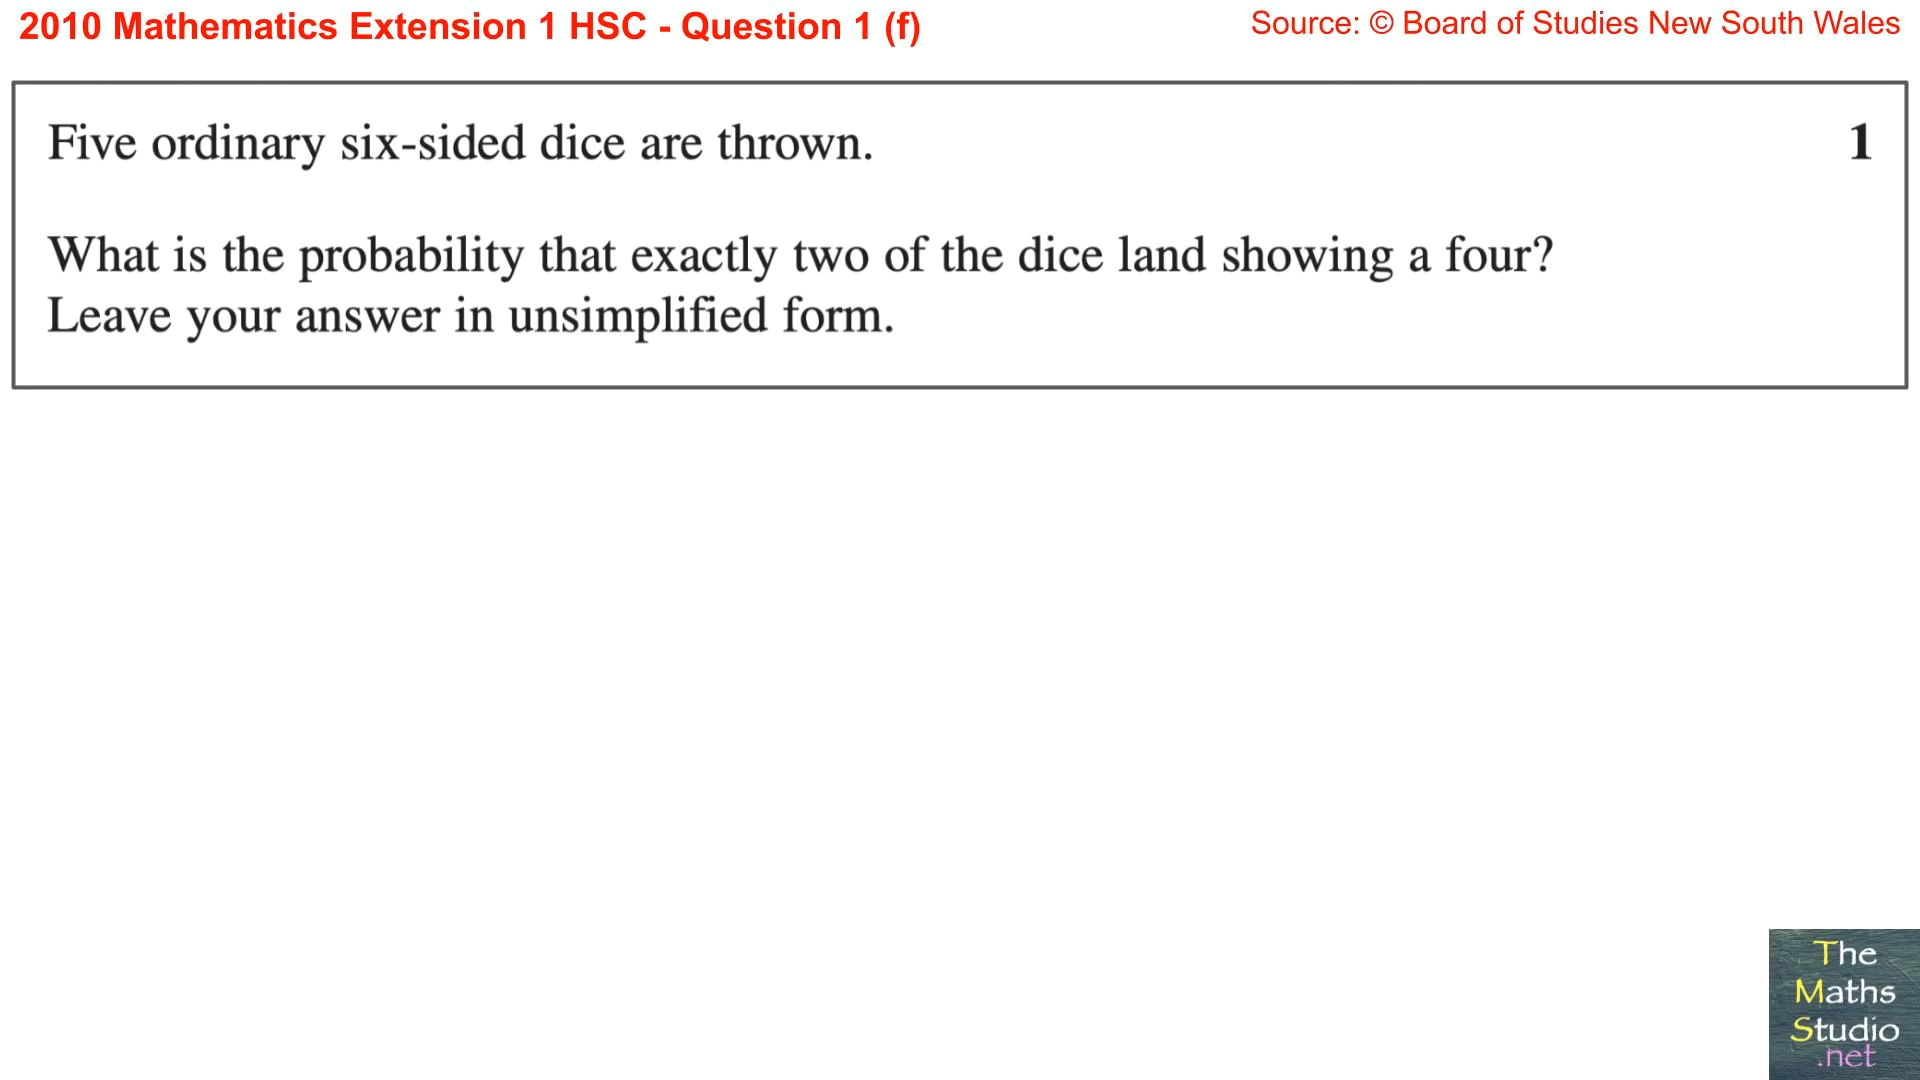 2010 Mathematics Extension 1 HSC - Question 1 (f)
Source: © Board of Studies New South Wales
Five ordinary six-sided dice are thrown.
1
What is the probability that exactly two of the dice land showing a four?
Leave your answer in unsimplified form.
The
Maths
Studio
.net